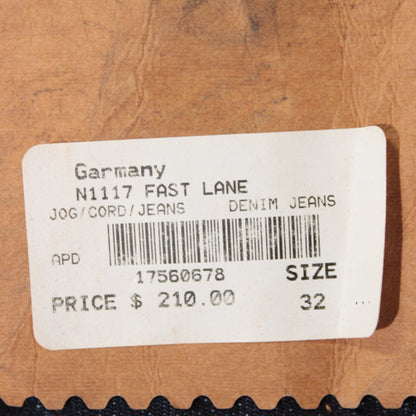 Garmany
N1117 FAST LANE
JOG/CORD/JEANS DENIM JEANS
APD
17560678 SIZE
PRICE $ 210.00 32 ...